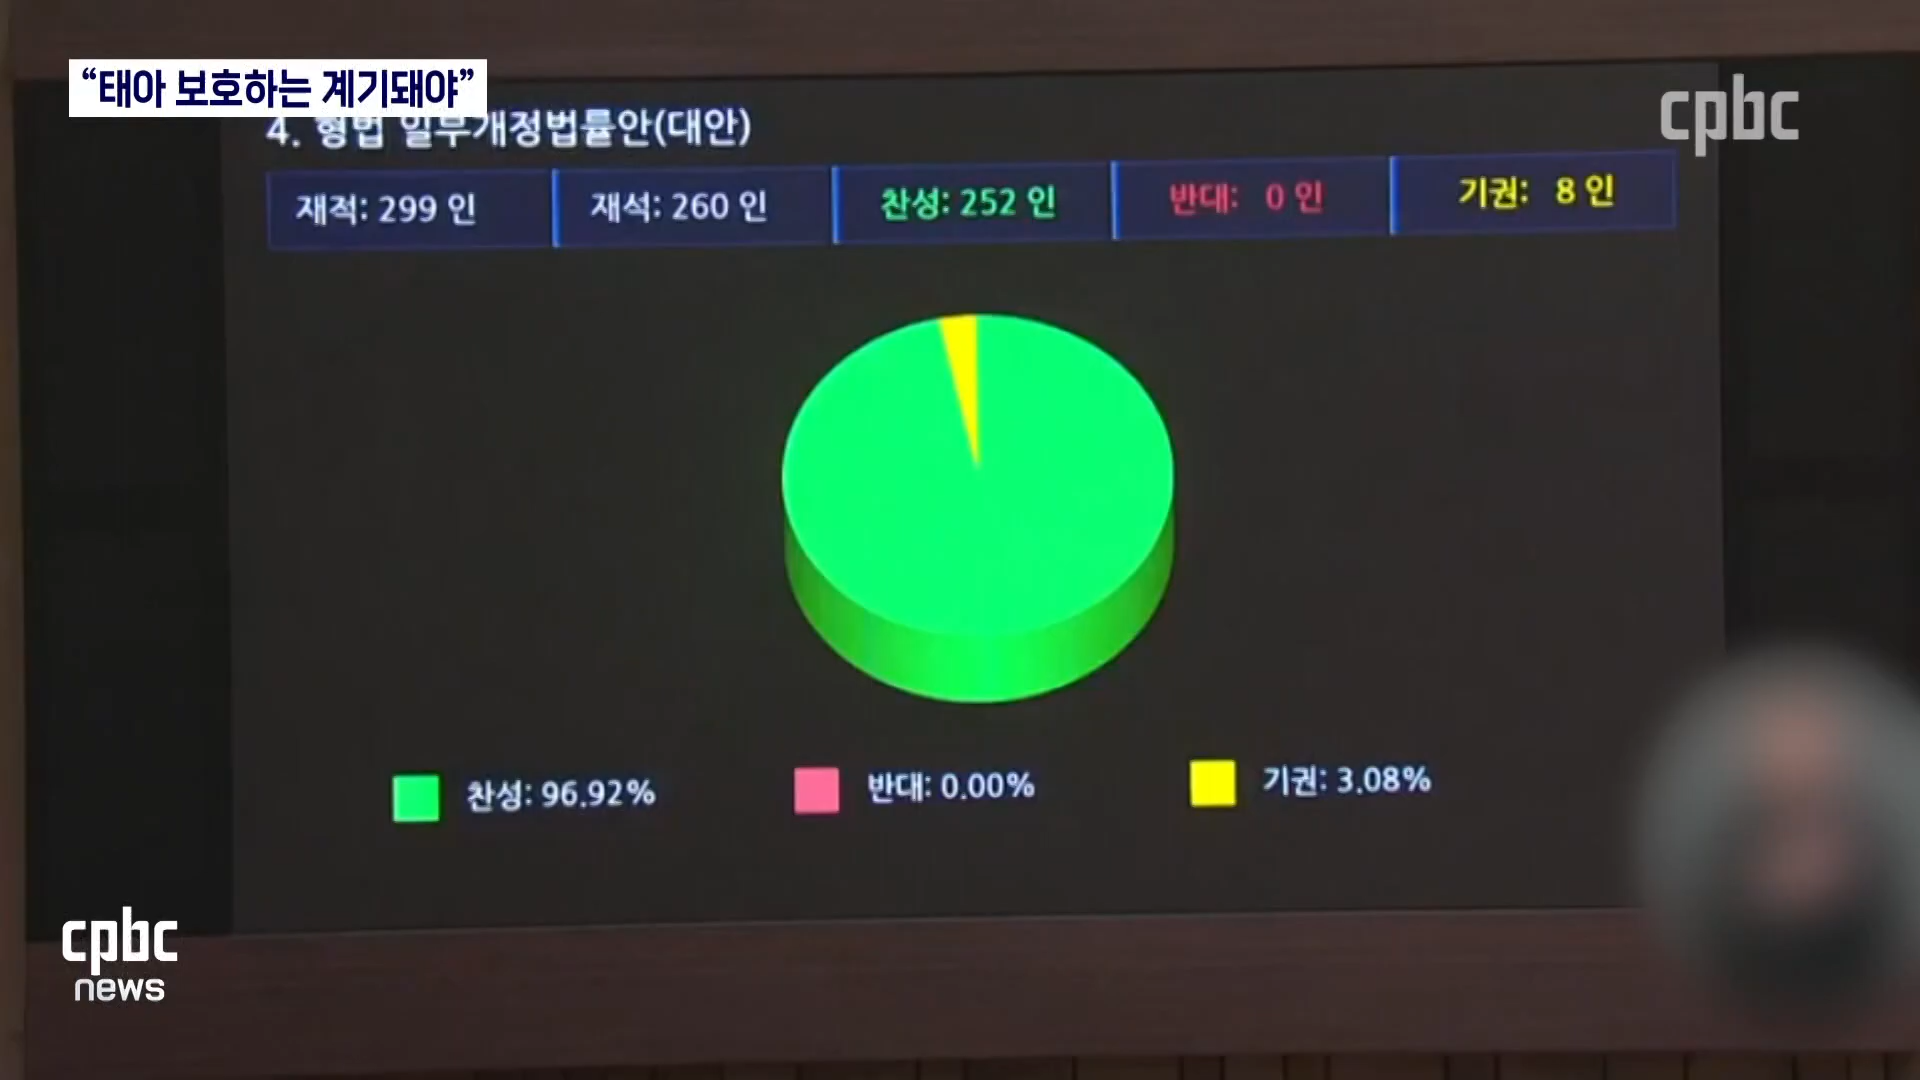 “태아 보호하는 계기돼야”
cpbc
4. 형법 일부개정법률안(대안)
재적: 299 인
재석: 260 인
찬성: 252 인
반대: 0 인
기권: 8 인
찬성: 96.92%
반대: 0.00%
기권: 3.08%
cpbc
news